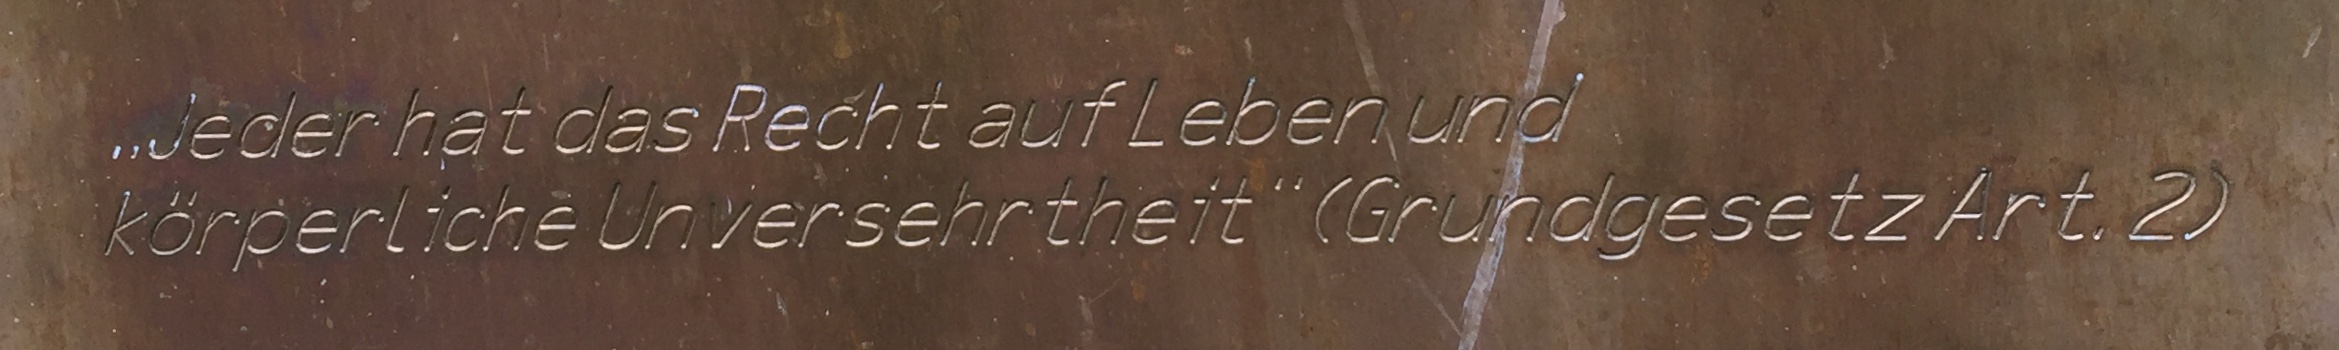 „Jeder hat das Recht auf Leben und
körperliche Unversehrtheit“ (Grundgesetz Art. 2)